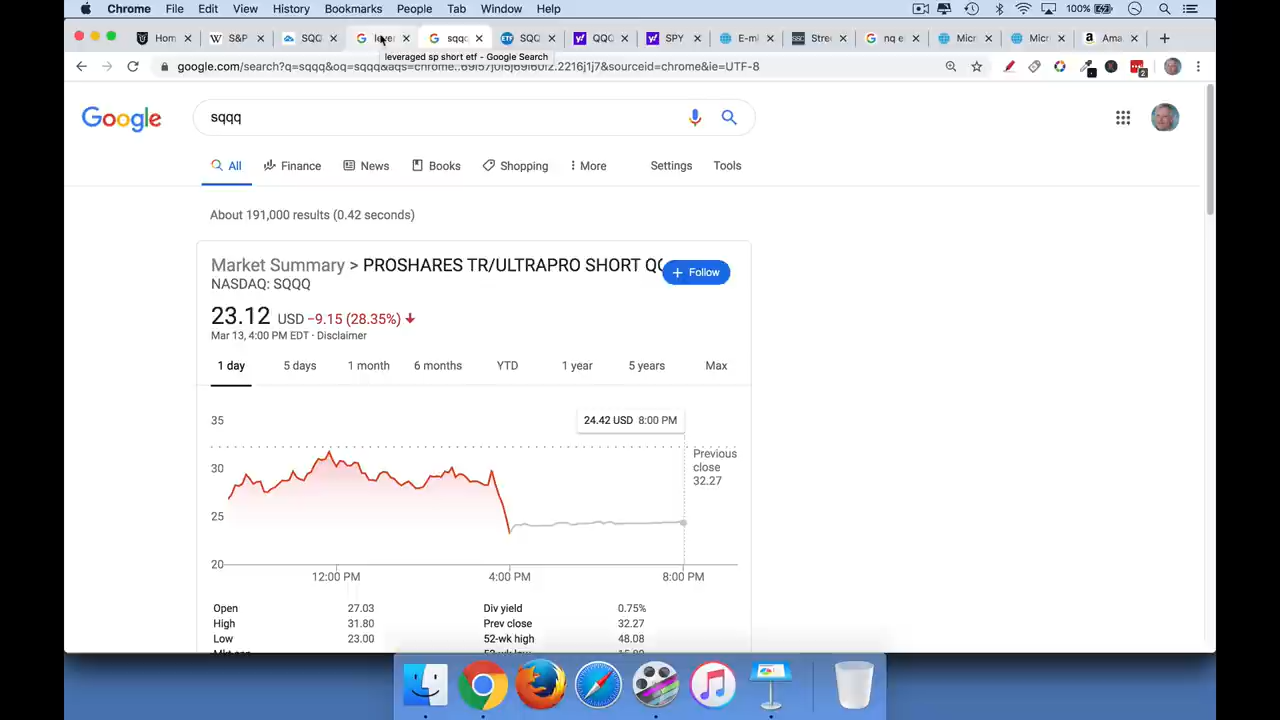 Chrome File Edit View History Bookmarks People Tab Window Help 100%
Hom S&P SQQ leve sqqq SQQ QQQ SPY E-mi Stre nq e Micr Micr Ama
leveraged sp short etf - Google Search
google.com/search?q=sqqq&oq=sqqq&aqs=chrome..69i57j0l5j69i60l2.2216j1j7&sourceid=chrome&ie=UTF-8
2
Google sqqq
All Finance News Books Shopping More Settings Tools
About 191,000 results (0.42 seconds)
Market Summary > PROSHARES TR/ULTRAPRO SHORT QQ
+ Follow
NASDAQ: SQQQ
23.12 USD −9.15 (28.35%)
Mar 13, 4:00 PM EDT · Disclaimer
1 day 5 days 1 month 6 months YTD 1 year 5 years Max
35
24.42 USD 8:00 PM
30
Previous
close
32.27
25
20
12:00 PM 4:00 PM 8:00 PM
Open 27.03 Div yield 0.75%
High 31.80 Prev close 32.27
Low 23.00 52-wk high 48.08